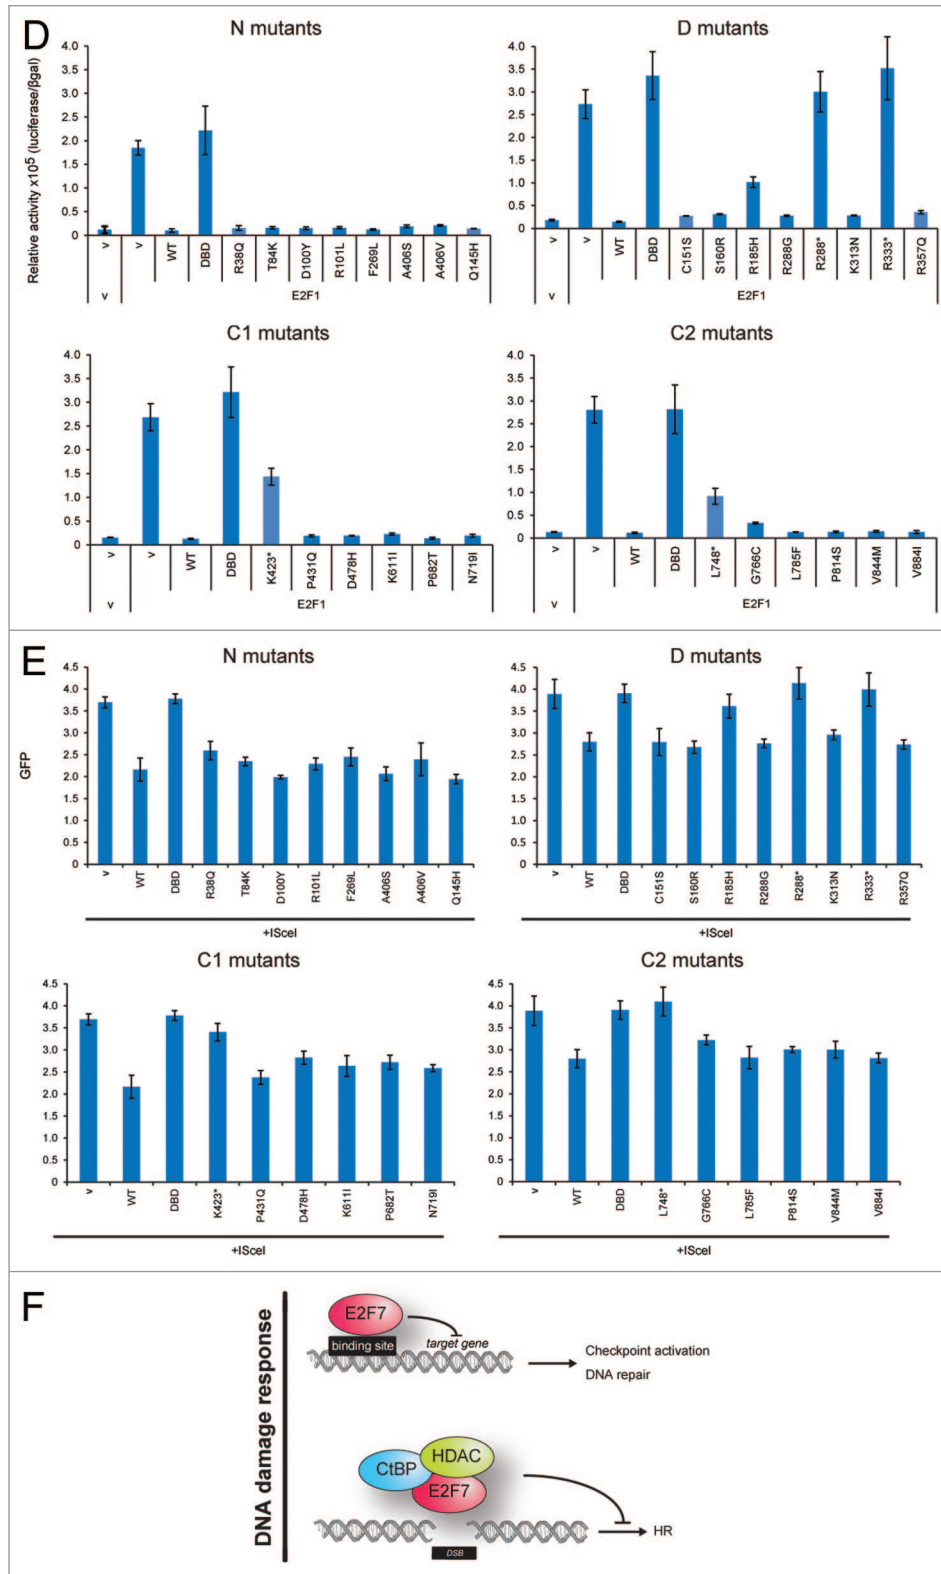 D
N mutants
Relative activity x10⁵ (luciferase/βgal)
4.0
3.5
3.0
2.5
2.0
1.5
1.0
0.5
0
v v WT DBD R38Q T84K D100Y R101L F269L A406S A406V Q145H
v E2F1
D mutants
4.0
3.5
3.0
2.5
2.0
1.5
1.0
0.5
0
v v WT DBD C151S S160R R185H R288G R288* K313N R333* R357Q
v E2F1
C1 mutants
4.0
3.5
3.0
2.5
2.0
1.5
1.0
0.5
0
v v WT DBD K423* P431Q D478H K611I P682T N719I
v E2F1
C2 mutants
4.0
3.5
3.0
2.5
2.0
1.5
1.0
0.5
0
v v WT DBD L748* G766C L785F P814S V844M V884I
v E2F1
E
N mutants
GFP
4.5
4.0
3.5
3.0
2.5
2.0
1.5
1.0
0.5
0
v WT DBD R38Q T84K D100Y R101L F269L A406S A406V Q145H
+ISceI
D mutants
4.5
4.0
3.5
3.0
2.5
2.0
1.5
1.0
0.5
0
v WT DBD C151S S160R R185H R288G R288* K313N R333* R357Q
+ISceI
C1 mutants
4.5
4.0
3.5
3.0
2.5
2.0
1.5
1.0
0.5
0
v WT DBD K423* P431Q D478H K611I P682T N719I
+ISceI
C2 mutants
4.5
4.0
3.5
3.0
2.5
2.0
1.5
1.0
0.5
0
v WT DBD L748* G766C L785F P814S V844M V884I
+ISceI
F
DNA damage response
E2F7
binding site
target gene
Checkpoint activation
DNA repair
CtBP
HDAC
E2F7
HR
DSB